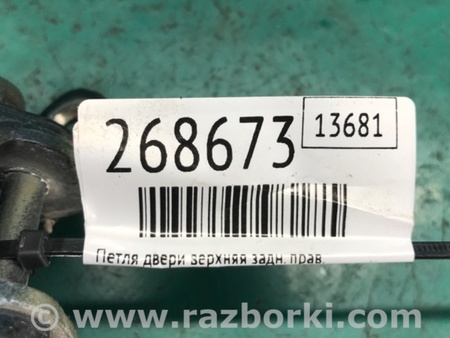 268673
13681
Петля двери верхняя задн. прав.
www.razborki.com